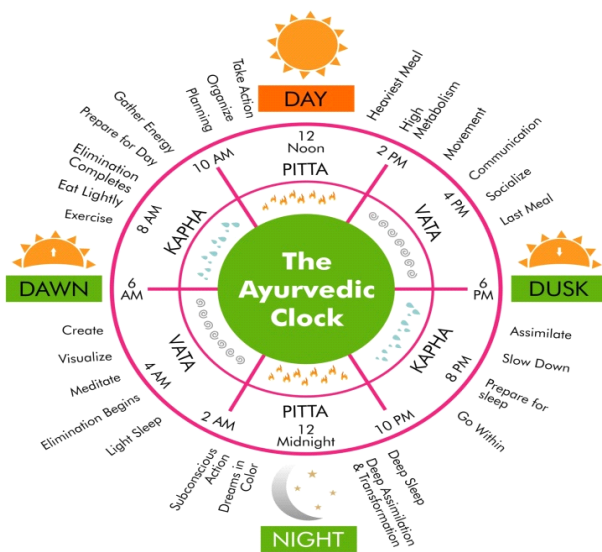 DAY
Take Action
Organize
Planning
Gather Energy
Prepare for Day
Elimination
Completes
Eat Lightly
Exercise
Heaviest Meal
High
Metabolism
Movement
Communication
Socialize
Last Meal
12
Noon
PITTA
10 AM
2 PM
8 AM
4 PM
KAPHA
VATA
The
Ayurvedic
Clock
DAWN
6
AM
6
PM
DUSK
VATA
KAPHA
4 AM
8 PM
2 AM
10 PM
PITTA
12
Midnight
Create
Visualize
Meditate
Elimination Begins
Light Sleep
Subconscious
Action
Dreams in
Color
Assimilate
Slow Down
Prepare for
sleep
Go Within
Deep Sleep
Deep Assimilation
& Transformation
NIGHT